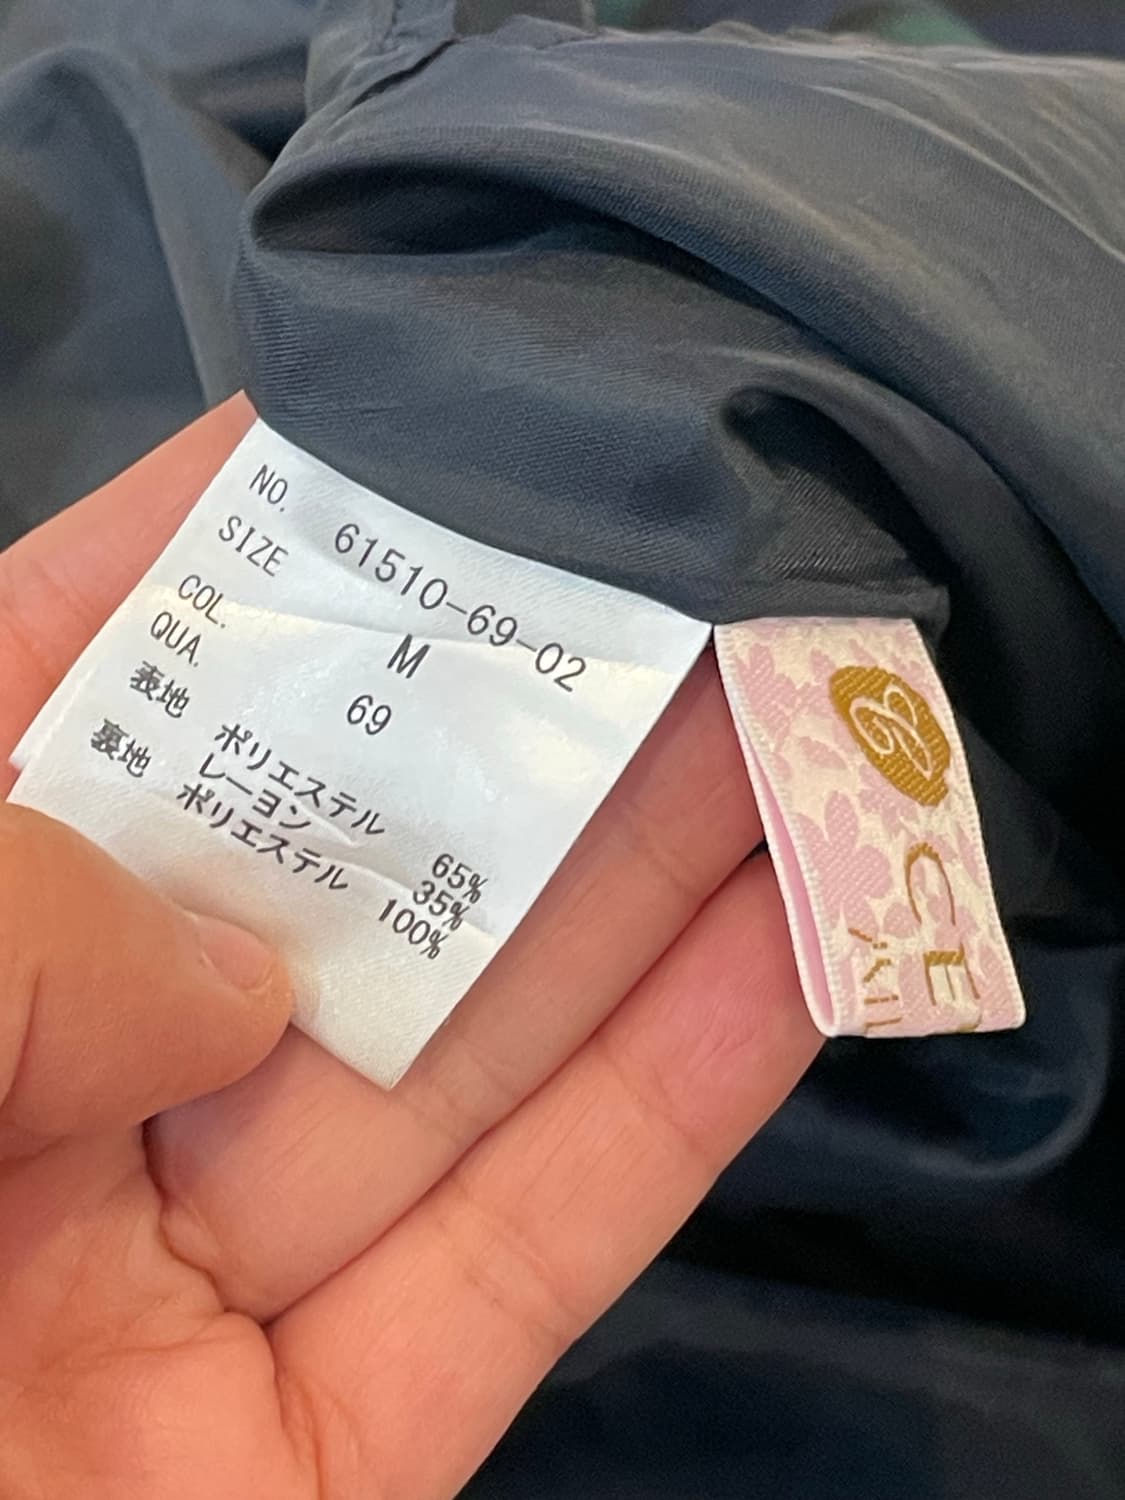 NO. 61510-69-02
SIZE M
COL. 69
QUA.
表地 ポリエステル 65%
レーヨン 35%
裏地 ポリエステル 100%
CE